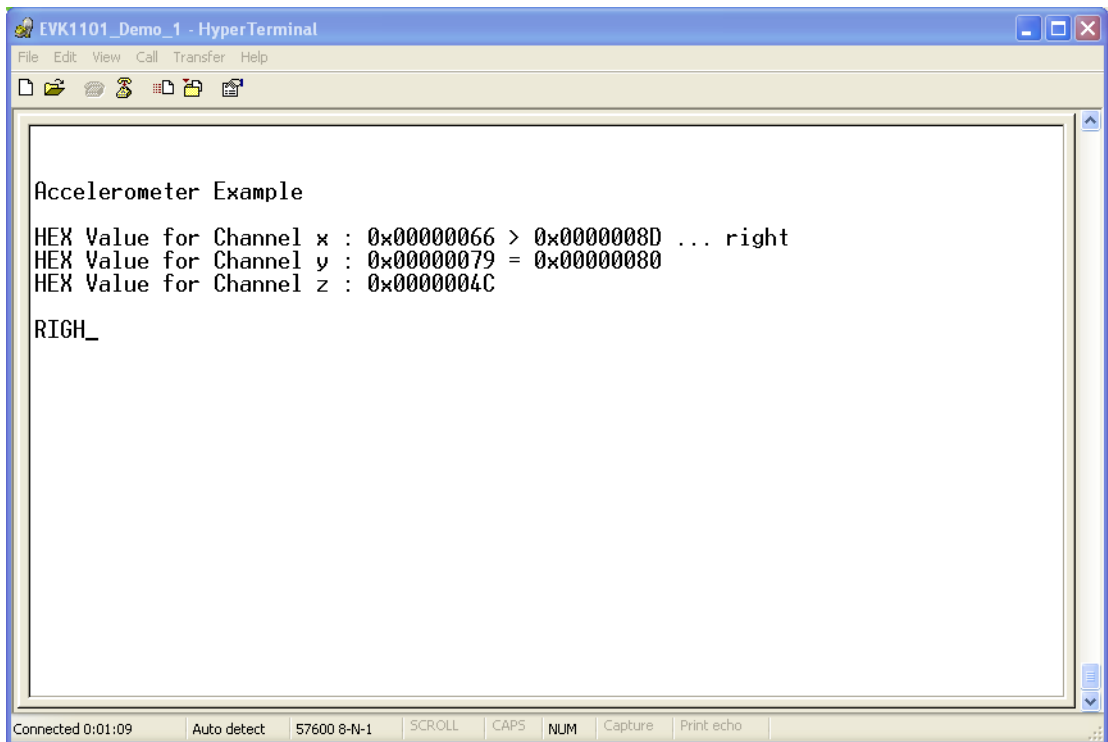 EVK1101_Demo_1 - HyperTerminal
File Edit View Call Transfer Help
Accelerometer Example
HEX Value for Channel x : 0x00000066 > 0x0000008D ... right
HEX Value for Channel y : 0x00000079 = 0x00000080
HEX Value for Channel z : 0x0000004C
RIGH_
Connected 0:01:09 Auto detect 57600 8-N-1 SCROLL CAPS NUM Capture Print echo